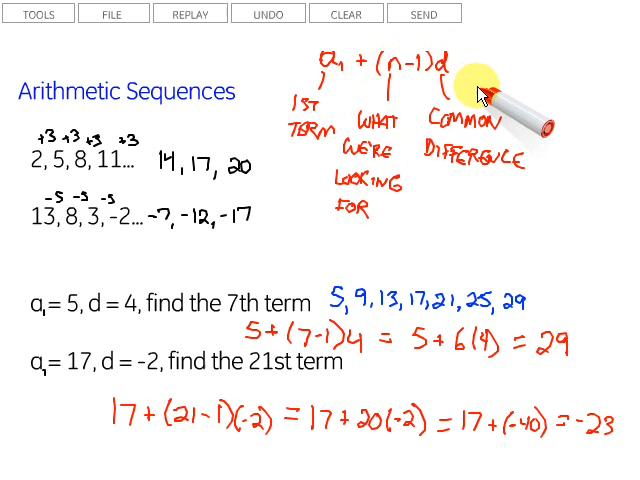 TOOLS FILE REPLAY UNDO CLEAR SEND
a₁ + (n-1)d
Arithmetic Sequences
1ST TERM
WHAT WE'RE LOOKING FOR
COMMON DIFFERENCE
+3 +3 +3 +3
2, 5, 8, 11... 14, 17, 20
-5 -5 -5
13, 8, 3, -2... -7, -12, -17
a₁ = 5, d = 4, find the 7th term 5, 9, 13, 17, 21, 25, 29
5+(7-1)4 = 5+6(4) = 29
a₁ = 17, d = -2, find the 21st term
17+(21-1)(-2) = 17+20(-2) = 17+(-40) = -23